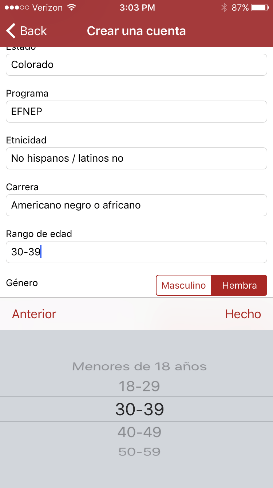 Verizon 3:03 PM 87%
Back Crear una cuenta
Estado
Colorado
Programa
EFNEP
Etnicidad
No hispanos / latinos no
Carrera
Americano negro o africano
Rango de edad
30-39
Género Masculino Hembra
Anterior Hecho
Menores de 18 años
18-29
30-39
40-49
50-59